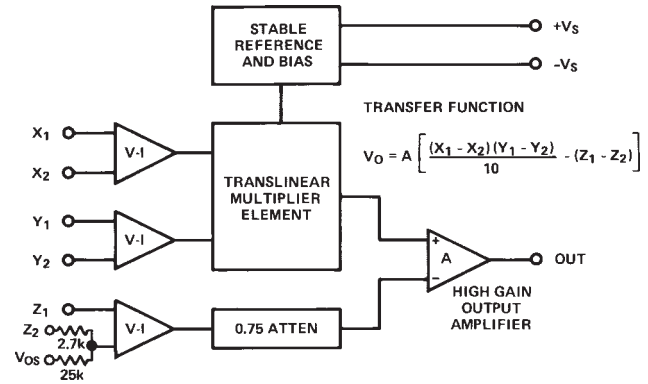 STABLE
REFERENCE
AND BIAS
+VS
–VS
TRANSFER FUNCTION
VO = A [ (X1 – X2) (Y1 – Y2) / 10 – (Z1 – Z2) ]
X1
X2
V-I
TRANSLINEAR
MULTIPLIER
ELEMENT
Y1
Y2
V-I
+
A
–
OUT
HIGH GAIN
OUTPUT
AMPLIFIER
Z1
Z2
2.7k
VOS
25k
V-I
0.75 ATTEN